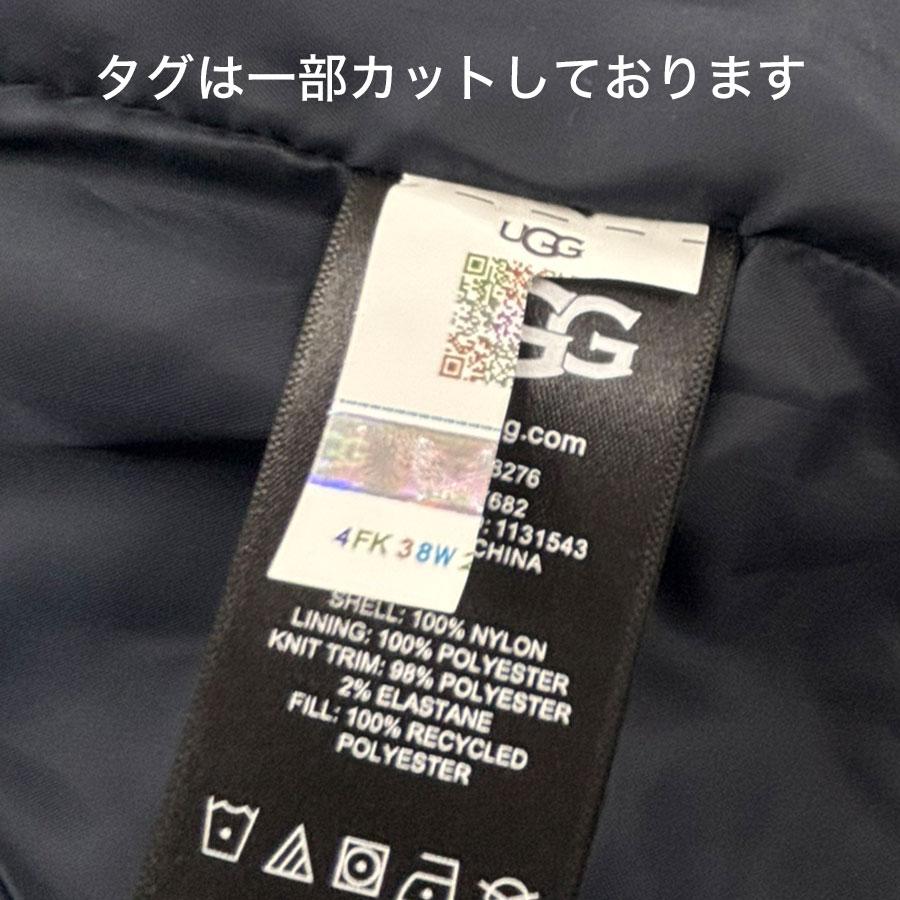 タグは一部カットしております
UGG
GG
g.com
3276
682
: 1131543
CHINA
4FK 38W
SHELL: 100% NYLON
LINING: 100% POLYESTER
KNIT TRIM: 98% POLYESTER
2% ELASTANE
FILL: 100% RECYCLED
POLYESTER